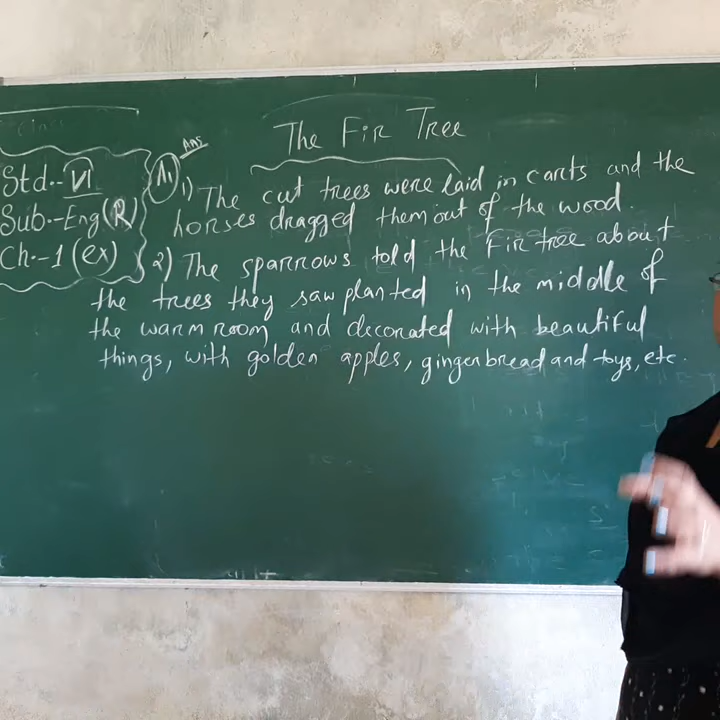 The Fir Tree
Std.- VI
Sub.- Eng (R)
Ch.- 1 (ex)
Ans
A.
1) The cut trees were laid in carts and the
horses dragged them out of the wood.
2) The sparrows told the Fir tree about
the trees they saw planted in the middle of
the warm room and decorated with beautiful
things, with golden apples, gingerbread and toys, etc.